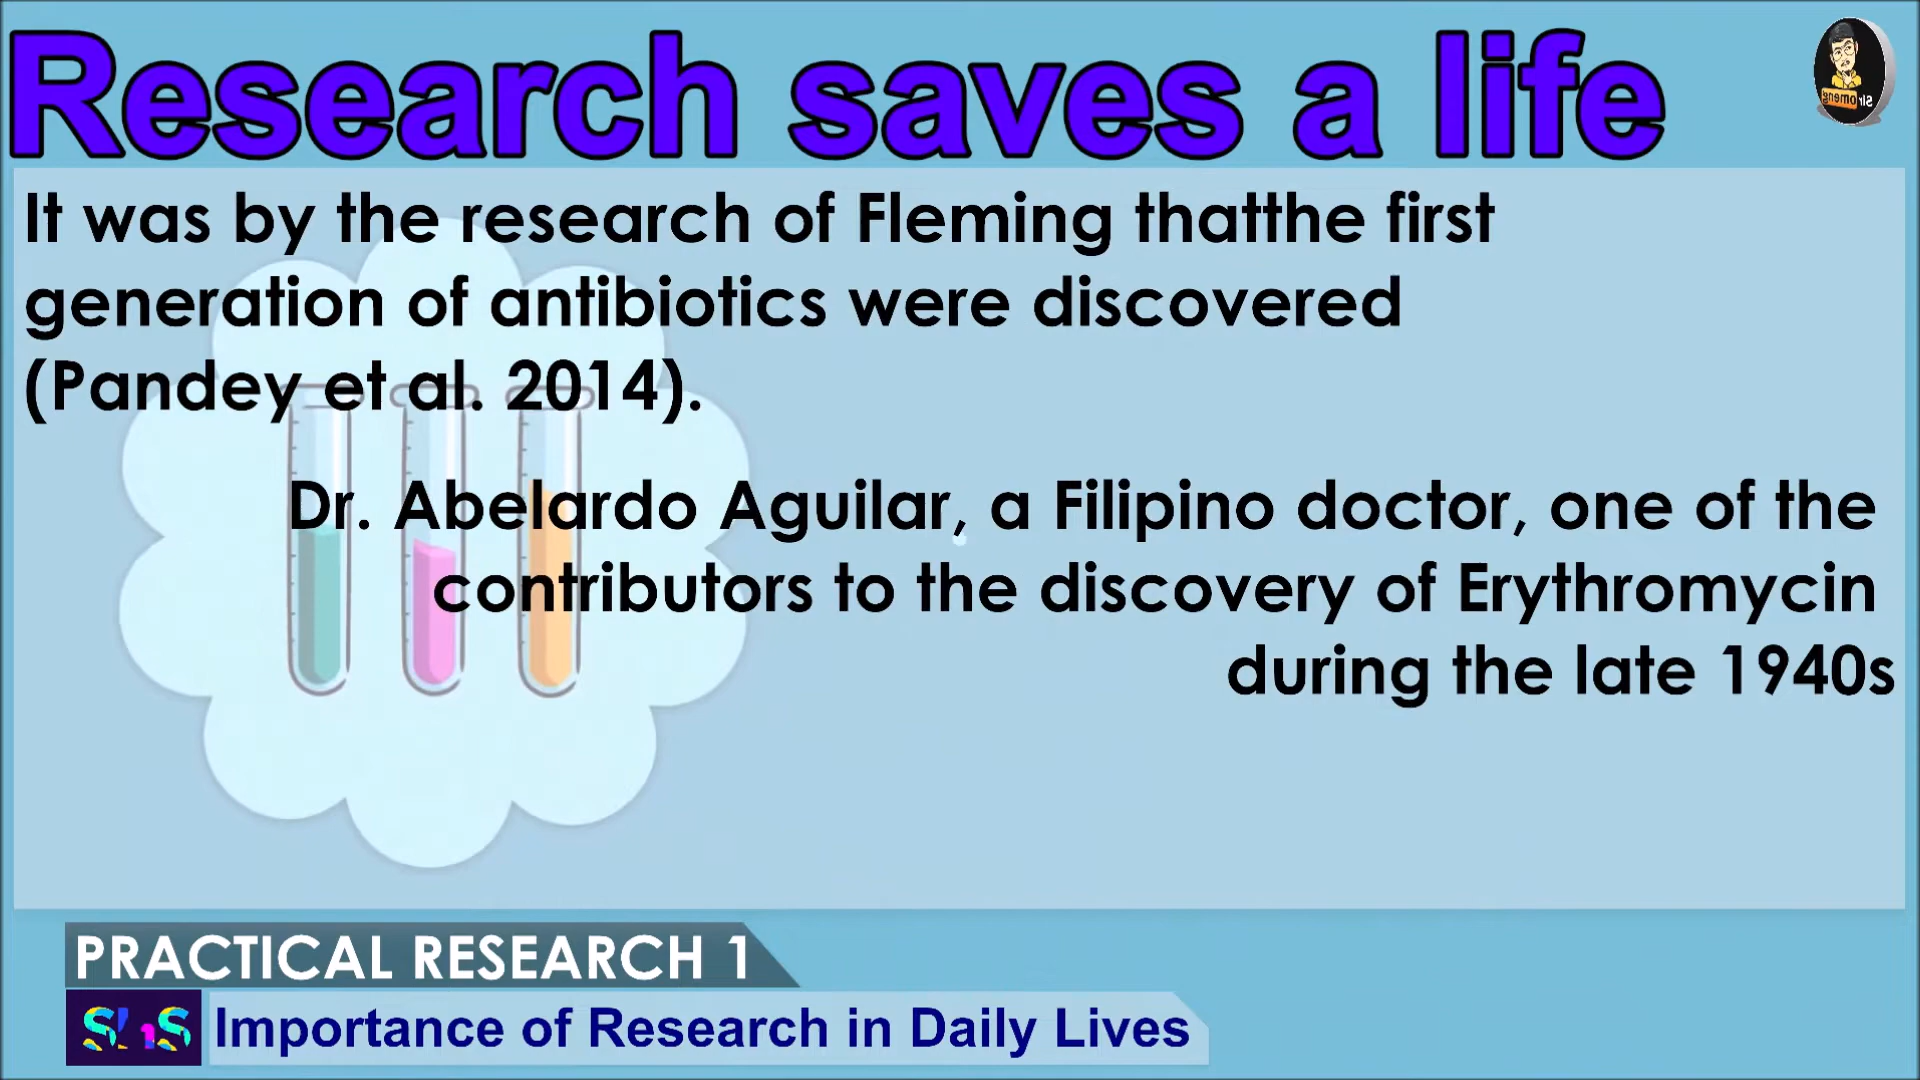 Research saves a life
It was by the research of Fleming thatthe first
generation of antibiotics were discovered
(Pandey et al. 2014).
Dr. Abelardo Aguilar, a Filipino doctor, one of the
contributors to the discovery of Erythromycin
during the late 1940s
PRACTICAL RESEARCH 1
Importance of Research in Daily Lives